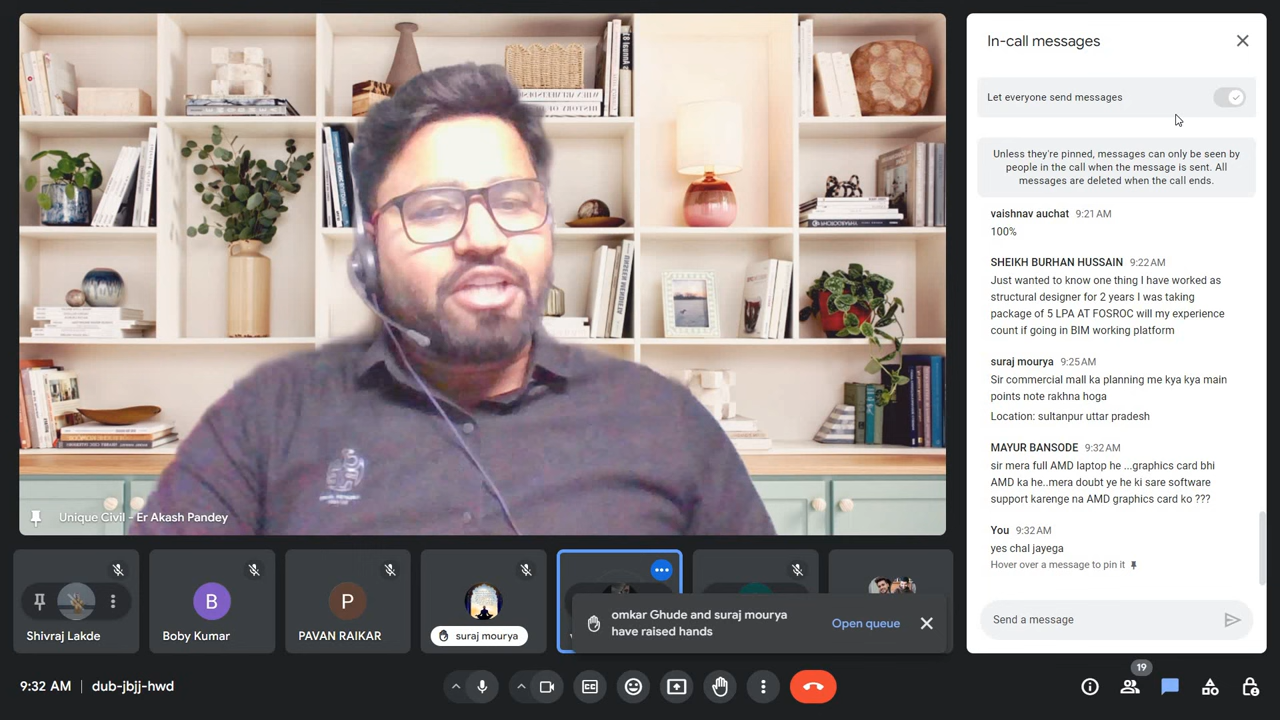 Unique Civil - Er Akash Pandey
Shivraj Lakde
B
Boby Kumar
P
PAVAN RAIKAR
suraj mourya
omkar Ghude and suraj mourya
have raised hands
Open queue
9:32 AM | dub-jbjj-hwd
19
In-call messages
Let everyone send messages
Unless they're pinned, messages can only be seen by
people in the call when the message is sent. All
messages are deleted when the call ends.
vaishnav auchat 9:21 AM
100%
SHEIKH BURHAN HUSSAIN 9:22 AM
Just wanted to know one thing I have worked as
structural designer for 2 years I was taking
package of 5 LPA AT FOSROC will my experience
count if going in BIM working platform
suraj mourya 9:25 AM
Sir commercial mall ka planning me kya kya main
points note rakhna hoga
Location: sultanpur uttar pradesh
MAYUR BANSODE 9:32 AM
sir mera full AMD laptop he ...graphics card bhi
AMD ka he..mera doubt ye he ki sare software
support karenge na AMD graphics card ko ???
You 9:32 AM
yes chal jayega
Hover over a message to pin it
Send a message